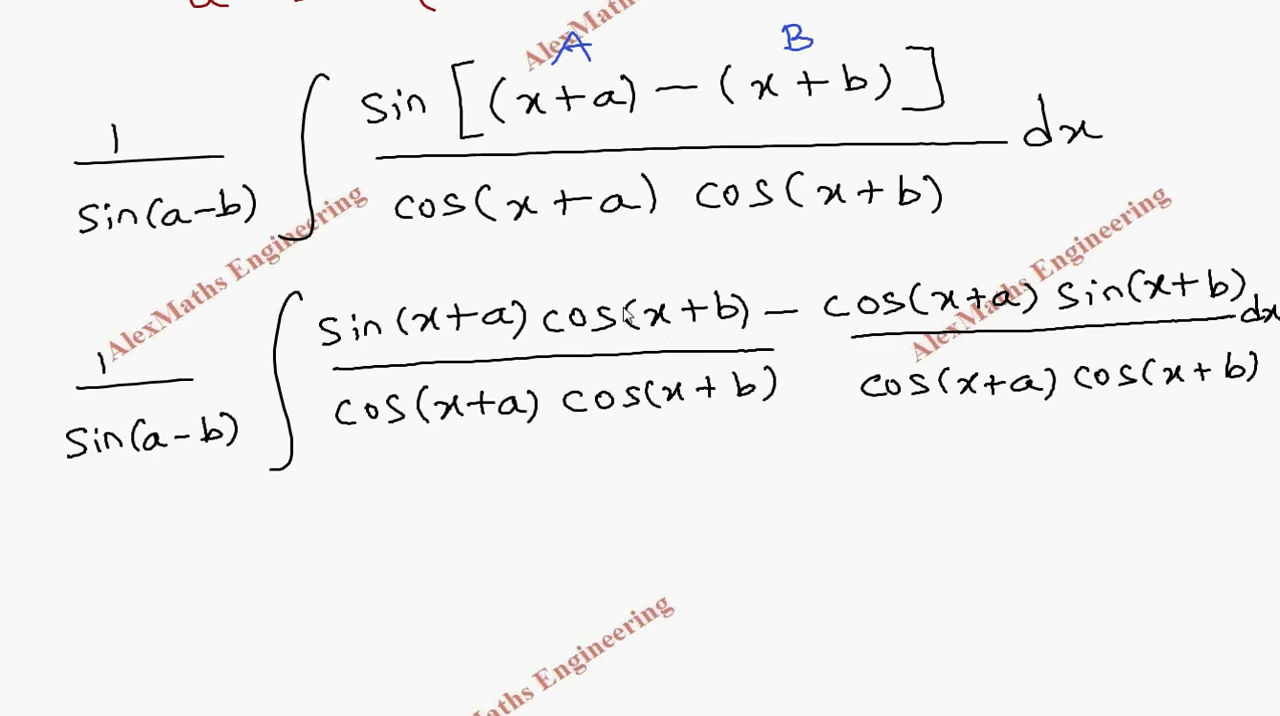 A B
1 / sin(a-b) ∫ sin [(x+a) - (x+b)] / cos(x+a) cos(x+b) dx
1 / sin(a-b) ∫ sin(x+a) cos(x+b) / cos(x+a) cos(x+b) - cos(x+a) sin(x+b) / cos(x+a) cos(x+b) dx
AlexMaths
AlexMaths Engineering
AlexMaths Engineering
Maths Engineering